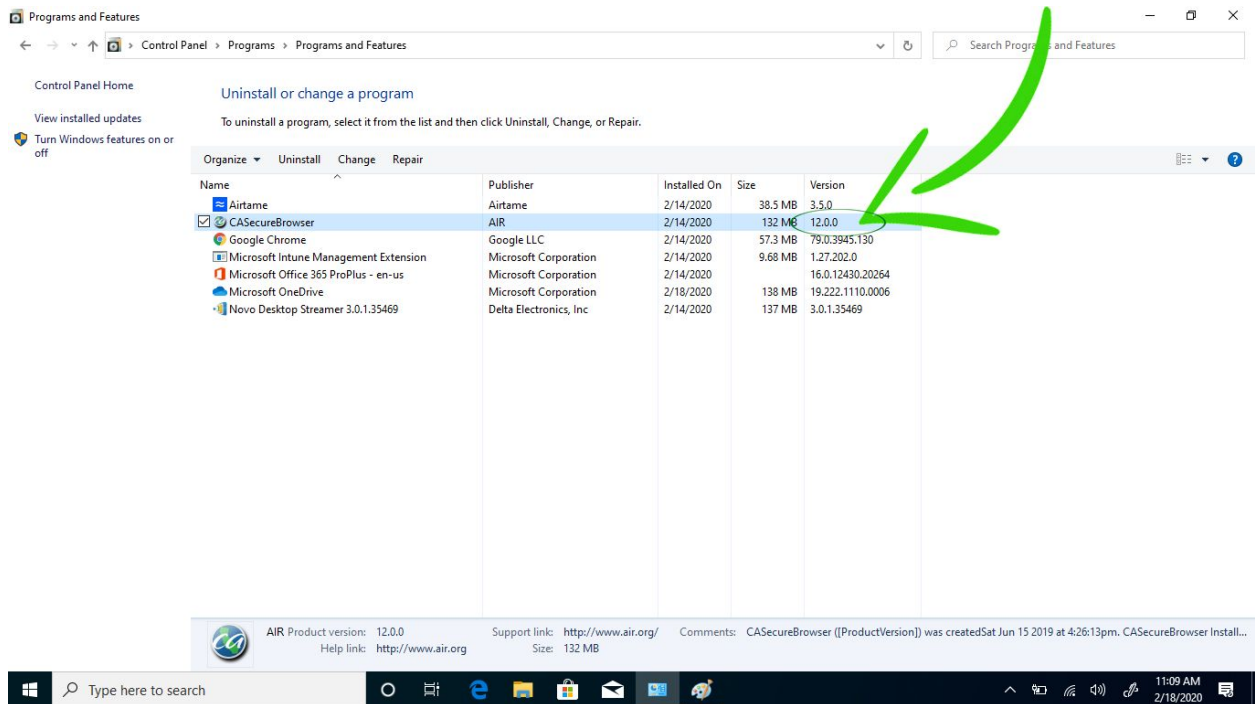 Programs and Features
Control Panel > Programs > Programs and Features
Search Programs and Features
Control Panel Home
View installed updates
Turn Windows features on or
off
Uninstall or change a program
To uninstall a program, select it from the list and then click Uninstall, Change, or Repair.
Organize Uninstall Change Repair
Name Publisher Installed On Size Version
Airtame Airtame 2/14/2020 38.5 MB 3.5.0
CASecureBrowser AIR 2/14/2020 132 MB 12.0.0
Google Chrome Google LLC 2/14/2020 57.3 MB 79.0.3945.130
Microsoft Intune Management Extension Microsoft Corporation 2/14/2020 9.68 MB 1.27.202.0
Microsoft Office 365 ProPlus - en-us Microsoft Corporation 2/14/2020 16.0.12430.20264
Microsoft OneDrive Microsoft Corporation 2/18/2020 138 MB 19.222.1110.0006
Novo Desktop Streamer 3.0.1.35469 Delta Electronics, Inc 2/14/2020 137 MB 3.0.1.35469
ca
AIR Product version: 12.0.0 Support link: http://www.air.org/ Comments: CASecureBrowser ([ProductVersion]) was createdSat Jun 15 2019 at 4:26:13pm. CASecureBrowser Install...
Help link: http://www.air.org Size: 132 MB
Type here to search
11:09 AM
2/18/2020